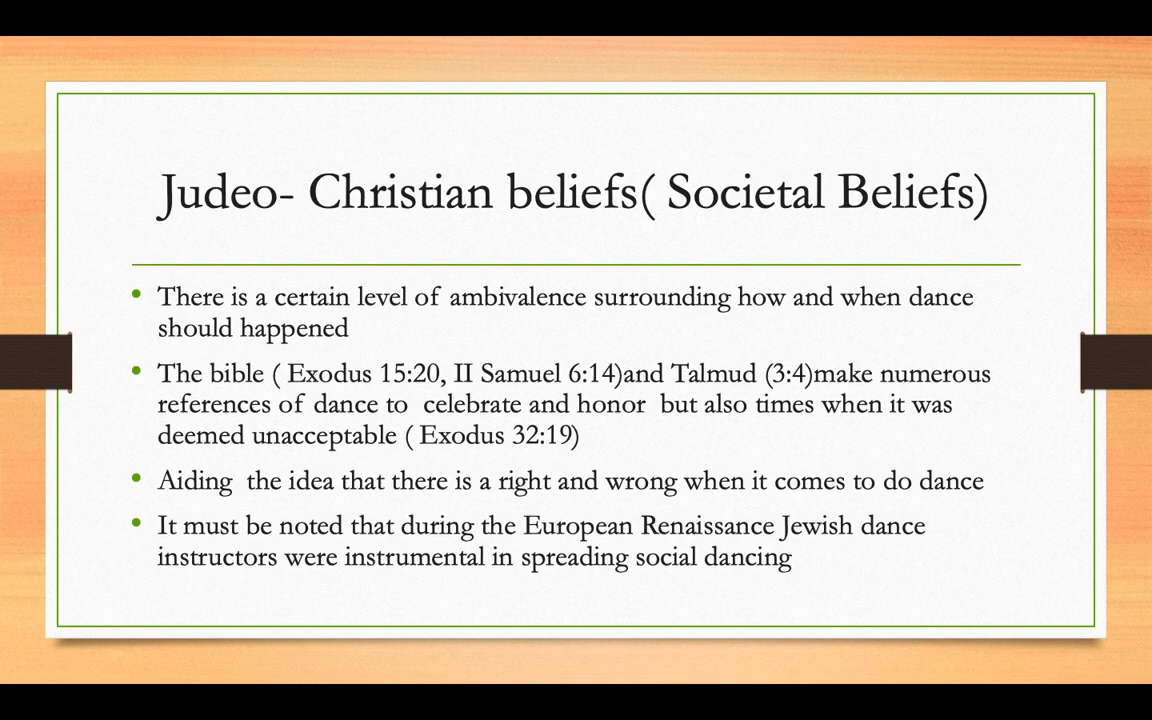 Judeo- Christian beliefs( Societal Beliefs)
There is a certain level of ambivalence surrounding how and when dance
should happened
The bible ( Exodus 15:20, II Samuel 6:14)and Talmud (3:4)make numerous
references of dance to  celebrate and honor  but also times when it was
deemed unacceptable ( Exodus 32:19)
Aiding  the idea that there is a right and wrong when it comes to do dance
It must be noted that during the European Renaissance Jewish dance
instructors were instrumental in spreading social dancing